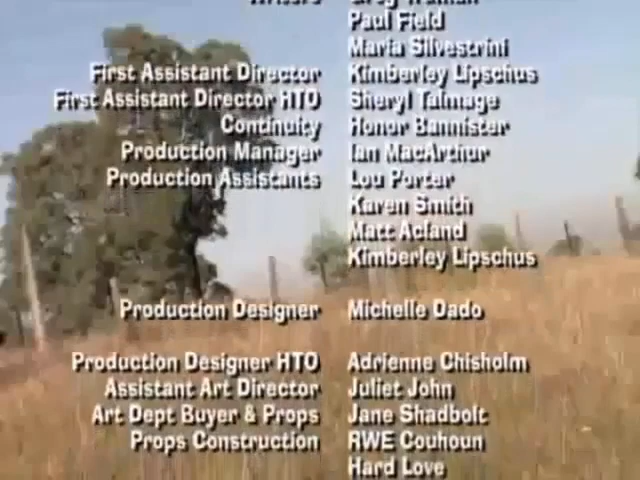 Writers Greg Truman
Paul Field
Maria Silvestrini
First Assistant Director Kimberley Lipschus
First Assistant Director HTO Sheryl Talmage
Continuity Honor Bannister
Production Manager Ian MacArthur
Production Assistants Lou Porter
Karen Smith
Matt Acland
Kimberley Lipschus
Production Designer Michelle Dado
Production Designer HTO Adrienne Chisholm
Assistant Art Director Juliet John
Art Dept Buyer & Props Jane Shadbolt
Props Construction RWE Couhoun
Hard Love